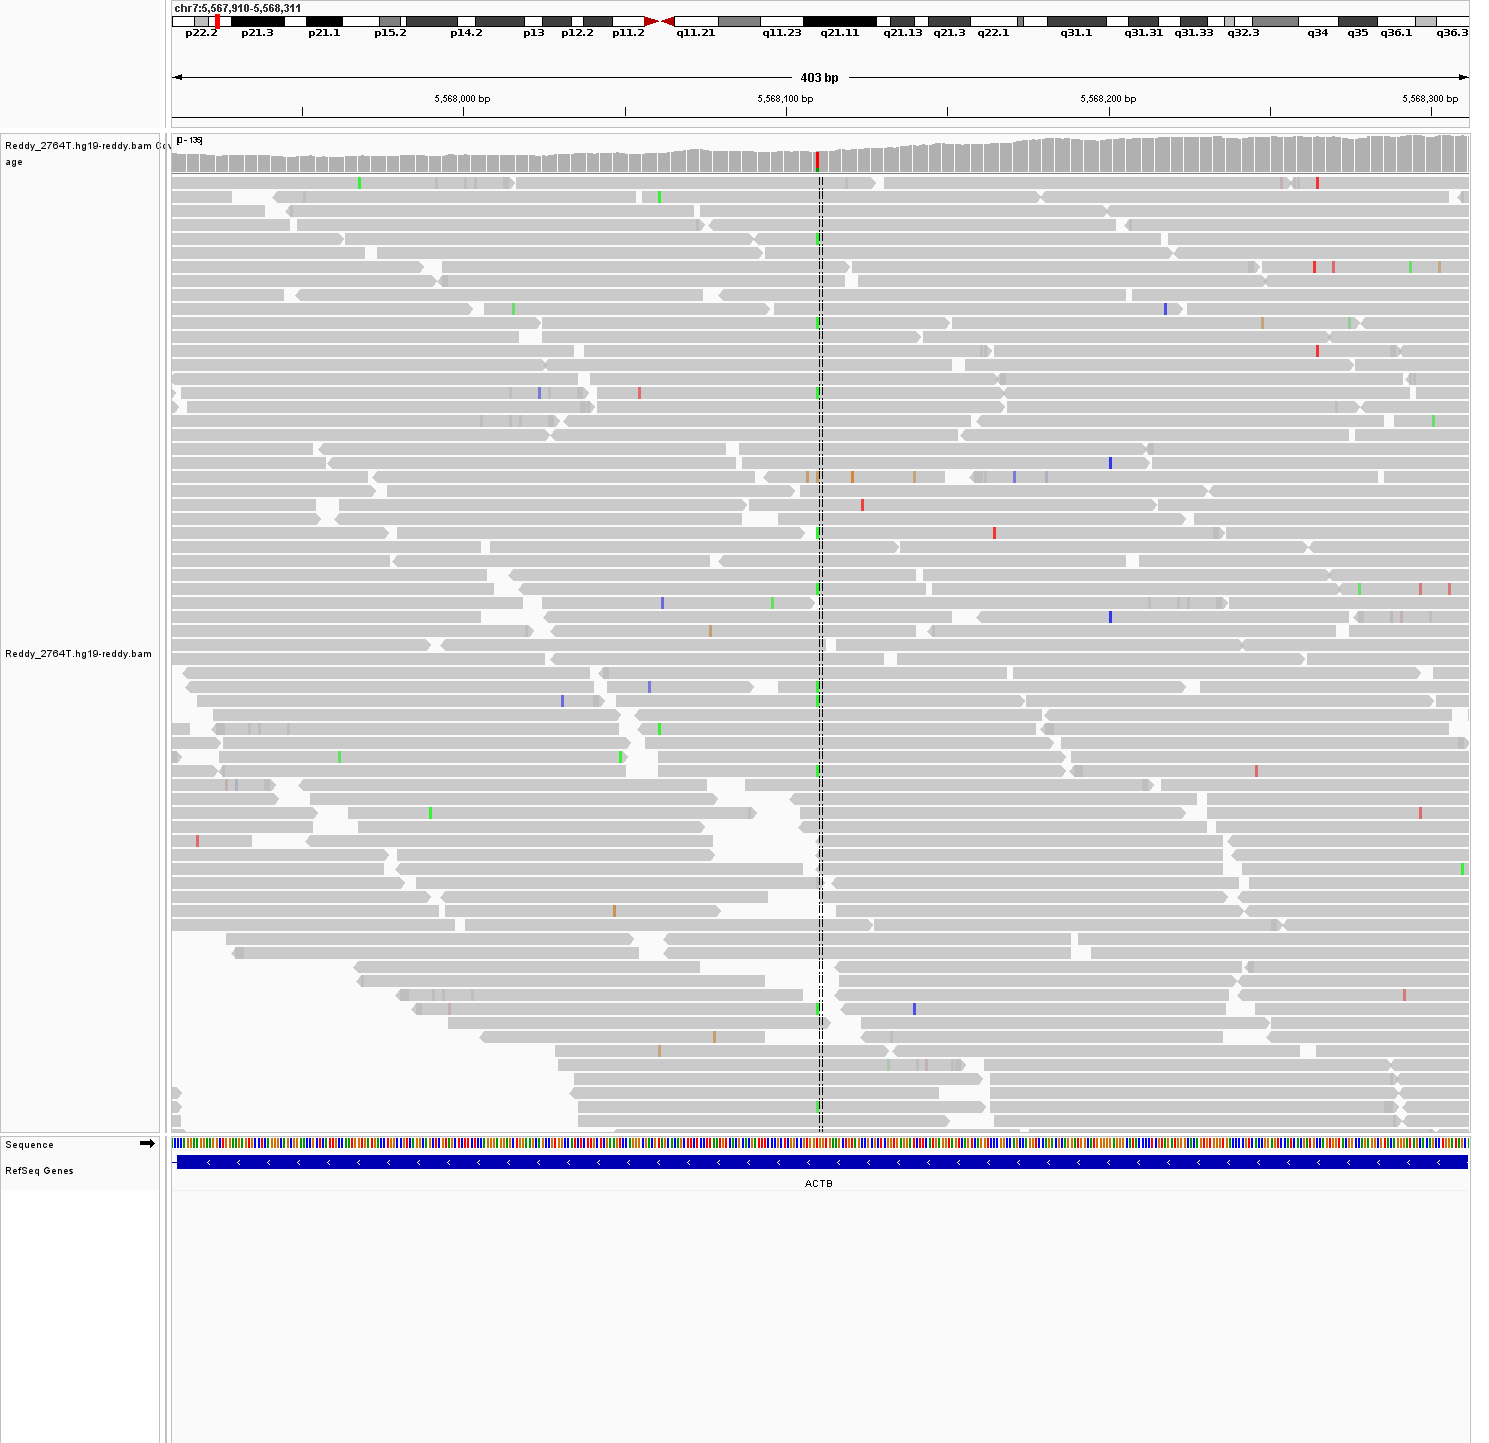 chr7:5,567,910-5,568,311
p22.2 p21.3 p21.1 p15.2 p14.2 p13 p12.2 p11.2 q11.21 q11.23 q21.11 q21.13 q21.3 q22.1 q31.1 q31.31 q31.33 q32.3 q34 q35 q36.1 q36.3
403 bp
5,568,000 bp 5,568,100 bp 5,568,200 bp 5,568,300 bp
[0 - 136]
Reddy_2764T.hg19-reddy.bam Cov
age
Reddy_2764T.hg19-reddy.bam
Sequence
RefSeq Genes
ACTB